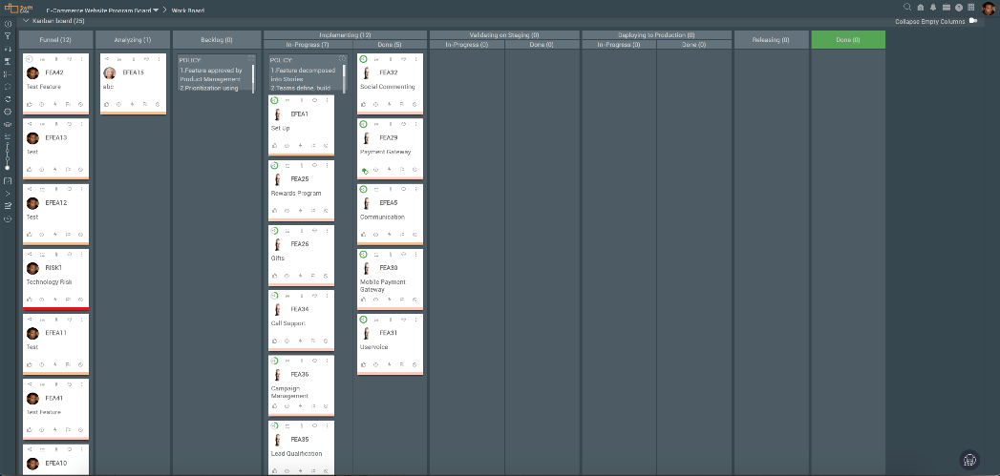 E-Commerce Website Program Board
Work Board
Kanban board (25)
Collapse Empty Columns
Funnel (12)
Analyzing (1)
Backlog (0)
Implementing (12)
In-Progress (7)
Done (5)
Validating on Staging (0)
In-Progress (0)
Done (0)
Deploying to Production (0)
In-Progress (0)
Done (0)
Releasing (0)
Done (0)
FEA42
Test Feature
EFEA13
Test
EFEA12
Test
RISK1
Technology Risk
EFEA11
Test
FEA41
Test Feature
EFEA10
EFEA15
abc
POLICY:
1.Feature approved by
Product Management
2.Prioritization using
POLICY:
1.Feature decomposed
into Stories
2.Teams define, build
EFEA1
Set Up
FEA25
Rewards Program
FEA26
Gifts
FEA34
Call Support
FEA36
Campaign
Management
FEA35
Lead Qualification
FEA32
Social Commenting
FEA29
Payment Gateway
EFEA5
Communication
FEA30
Mobile Payment
Gateway
FEA31
Uservoice